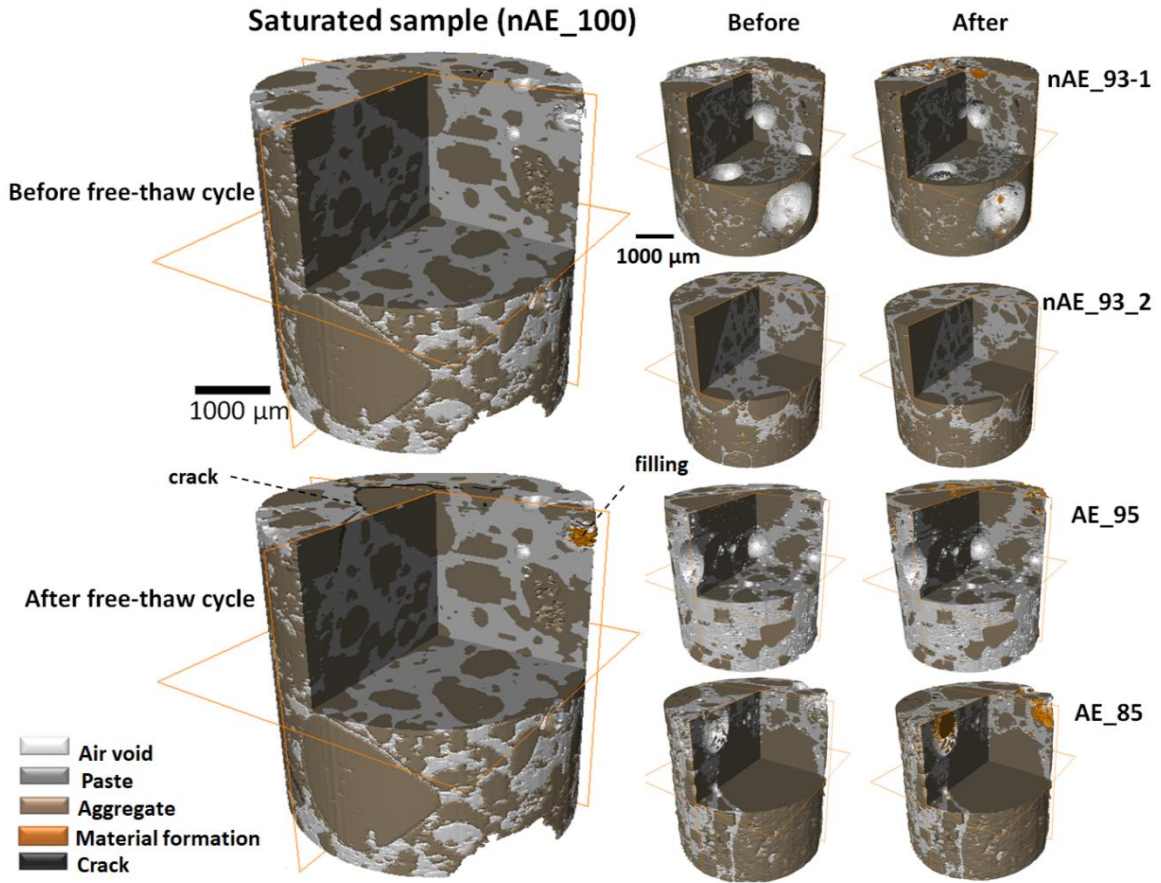 Saturated sample (nAE_100)
Before
After
nAE_93-1
Before free-thaw cycle
1000 µm
nAE_93_2
1000 µm
crack
filling
AE_95
After free-thaw cycle
AE_85
Air void
Paste
Aggregate
Material formation
Crack